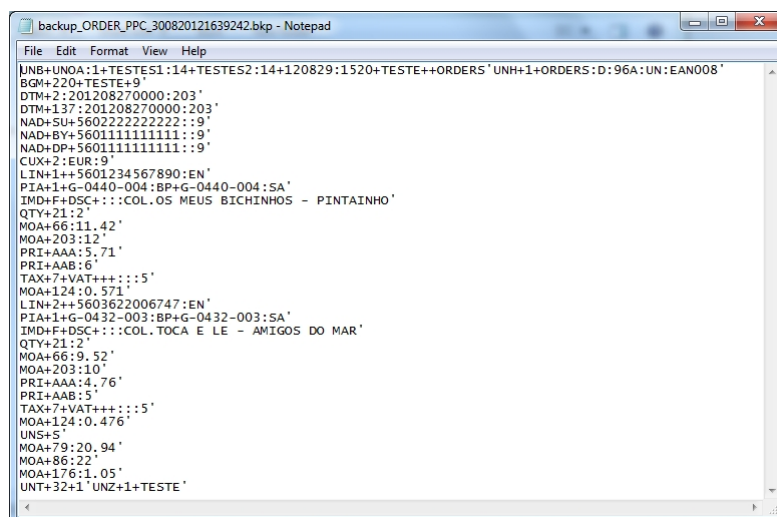 backup_ORDER_PPC_300820121639242.bkp - Notepad
File Edit Format View Help
UNB+UNOA:1+TESTES1:14+TESTES2:14+120829:1520+TESTE++ORDERS'UNH+1+ORDERS:D:96A:UN:EAN008'
BGM+220+TESTE+9'
DTM+2:201208270000:203'
DTM+137:201208270000:203'
NAD+SU+5602222222222::9'
NAD+BY+5601111111111::9'
NAD+DP+5601111111111::9'
CUX+2:EUR:9'
LIN+1++5601234567890:EN'
PIA+1+G-0440-004:BP+G-0440-004:SA'
IMD+F+DSC+:::COL.OS MEUS BICHINHOS - PINTAINHO'
QTY+21:2'
MOA+66:11.42'
MOA+203:12'
PRI+AAA:5.71'
PRI+AAB:6'
TAX+7+VAT+++:::5'
MOA+124:0.571'
LIN+2++5603622006747:EN'
PIA+1+G-0432-003:BP+G-0432-003:SA'
IMD+F+DSC+:::COL.TOCA E LE - AMIGOS DO MAR'
QTY+21:2'
MOA+66:9.52'
MOA+203:10'
PRI+AAA:4.76'
PRI+AAB:5'
TAX+7+VAT+++:::5'
MOA+124:0.476'
UNS+S'
MOA+79:20.94'
MOA+86:22'
MOA+176:1.05'
UNT+32+1'UNZ+1+TESTE'